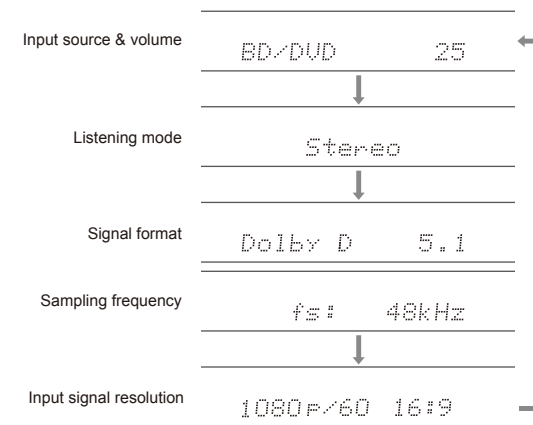 Input source & volume BD/DVD 25
Listening mode Stereo
Signal format Dolby D 5.1
Sampling frequency fs: 48kHz
Input signal resolution 1080p/60 16:9